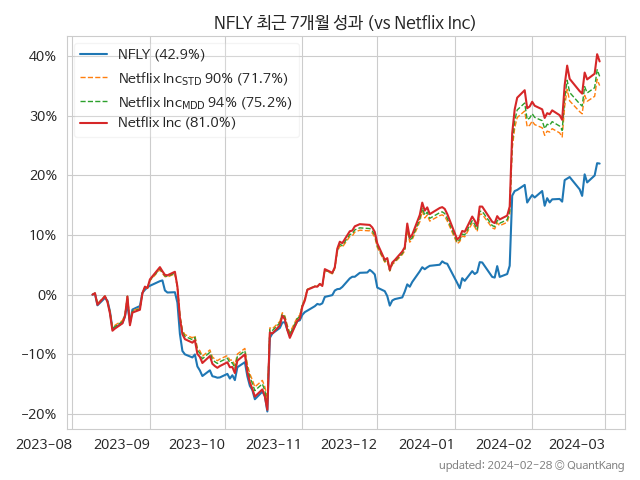 NFLY 최근 7개월 성과 (vs Netflix Inc)
NFLY (42.9%)
Netflix Inc_STD 90% (71.7%)
Netflix Inc_MDD 94% (75.2%)
Netflix Inc (81.0%)
40%
30%
20%
10%
0%
−10%
−20%
2023-08
2023-09
2023-10
2023-11
2023-12
2024-01
2024-02
2024-03
updated: 2024-02-28 © QuantKang